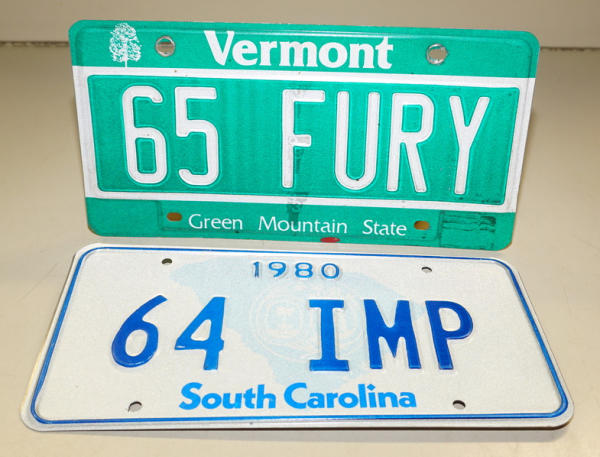 Vermont
65 FURY
Green Mountain State
1980
64 IMP
South Carolina